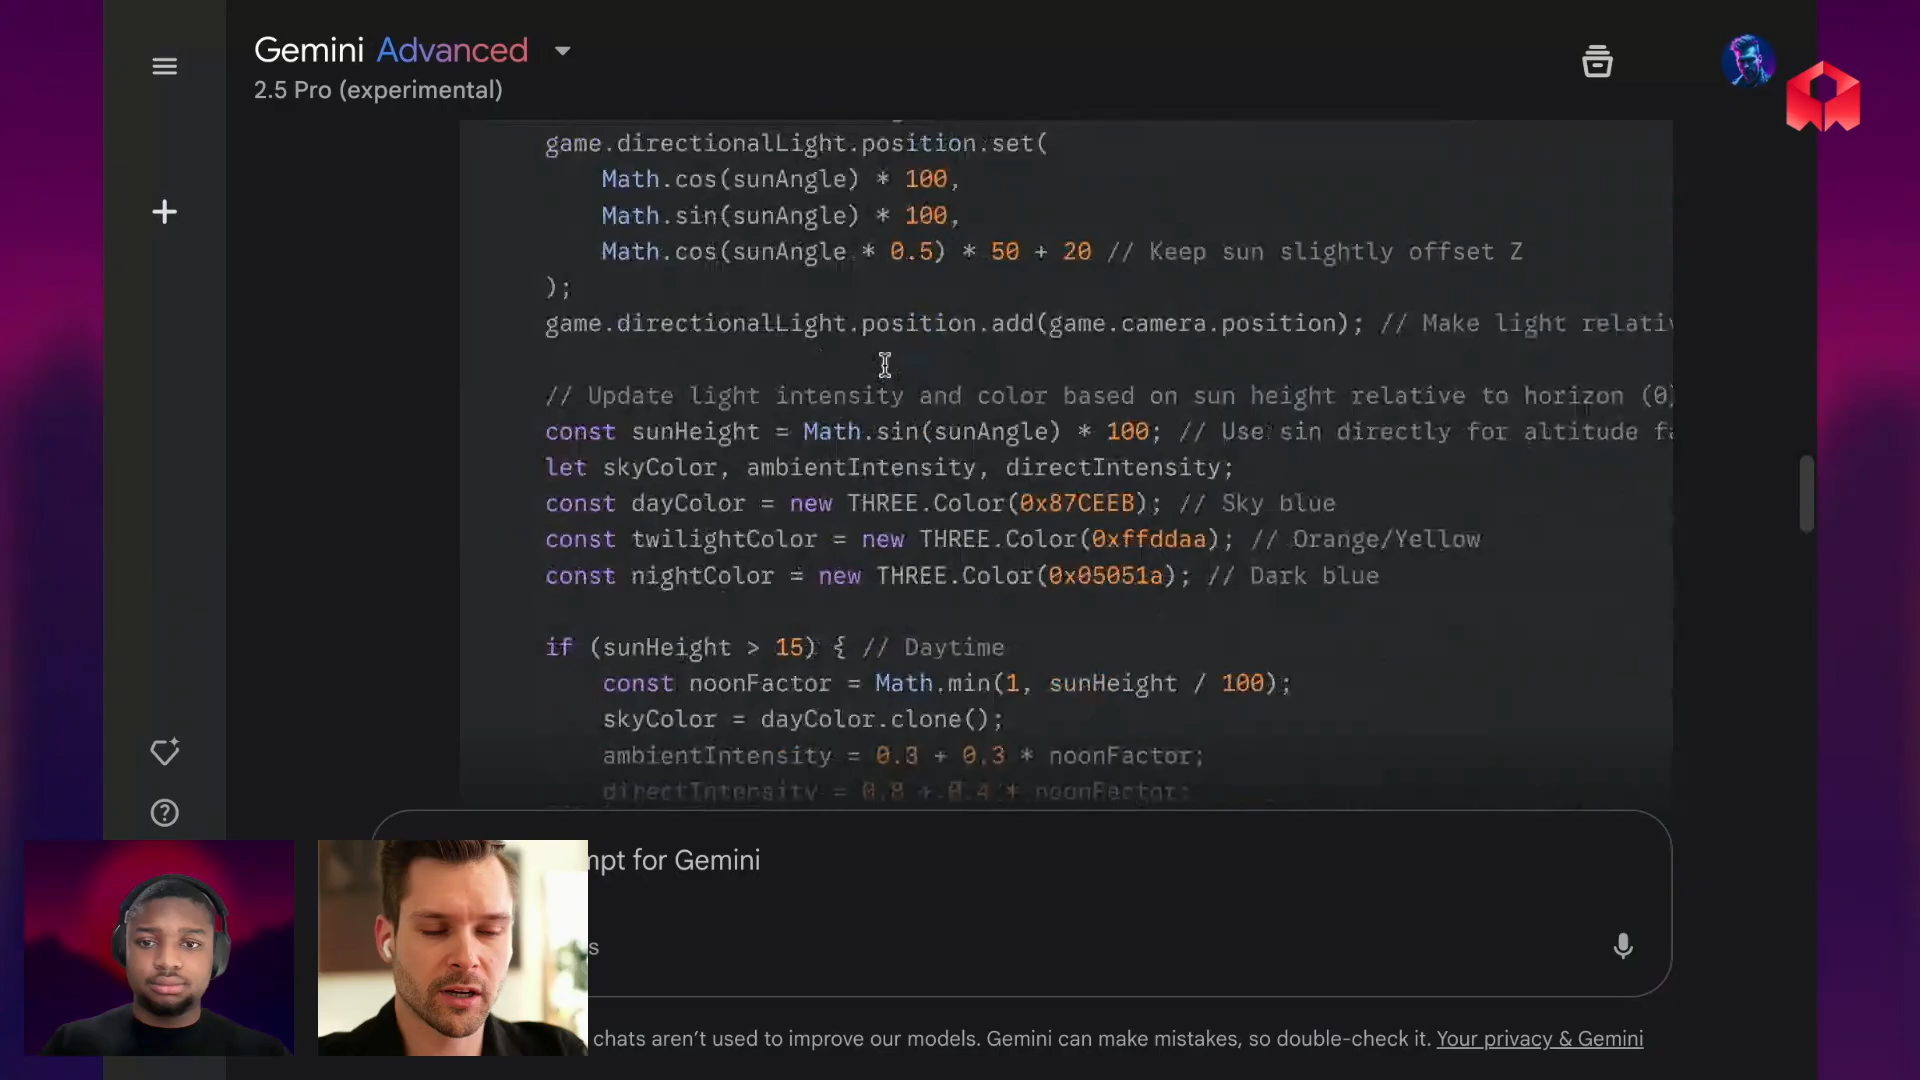 Gemini Advanced
2.5 Pro (experimental)
game.directionalLight.position.set(
Math.cos(sunAngle) * 100,
Math.sin(sunAngle) * 100,
Math.cos(sunAngle * 0.5) * 50 + 20 // Keep sun slightly offset Z
);
game.directionalLight.position.add(game.camera.position); // Make light
// Update light intensity and color based on sun height relative to horizon (0)
const sunHeight = Math.sin(sunAngle) * 100; // Use sin directly for altitude
let skyColor, ambientIntensity, directIntensity;
const dayColor = new THREE.Color(0x87CEEB); // Sky blue
const twilightColor = new THREE.Color(0xffddaa); // Orange/Yellow
const nightColor = new THREE.Color(0x05051a); // Dark blue
if (sunHeight > 15) { // Daytime
const noonFactor = Math.min(1, sunHeight / 100);
skyColor = dayColor.clone();
ambientIntensity = 0.3 + 0.3 * noonFactor;
directIntensity = 0.8 + 0.4 * noonFactor;
for Gemini
chats aren't used to improve our models. Gemini can make mistakes, so double-check it. Your privacy & Gemini